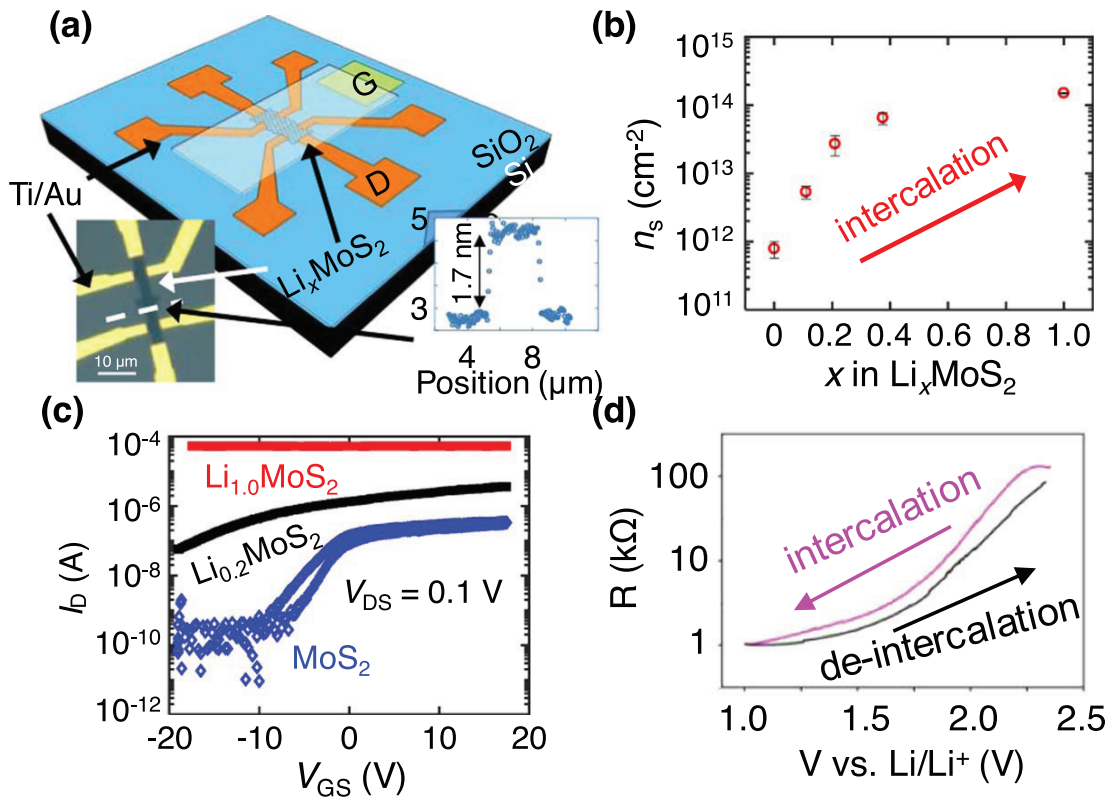 (a)
G
SiO2
Si
D
Ti/Au
LixMoS2
10 µm
5
3
1.7 nm
4 8
Position (µm)
(b)
10^15
10^14
10^13
10^12
10^11
ns (cm-2)
intercalation
0 0.2 0.4 0.6 0.8 1.0
x in LixMoS2
(c)
10-4
10-6
10-8
10-10
10-12
ID (A)
Li1.0MoS2
Li0.2MoS2
VDS = 0.1 V
MoS2
-20 -10 0 10 20
VGS (V)
(d)
100
10
1
R (kΩ)
intercalation
de-intercalation
1.0 1.5 2.0 2.5
V vs. Li/Li+ (V)